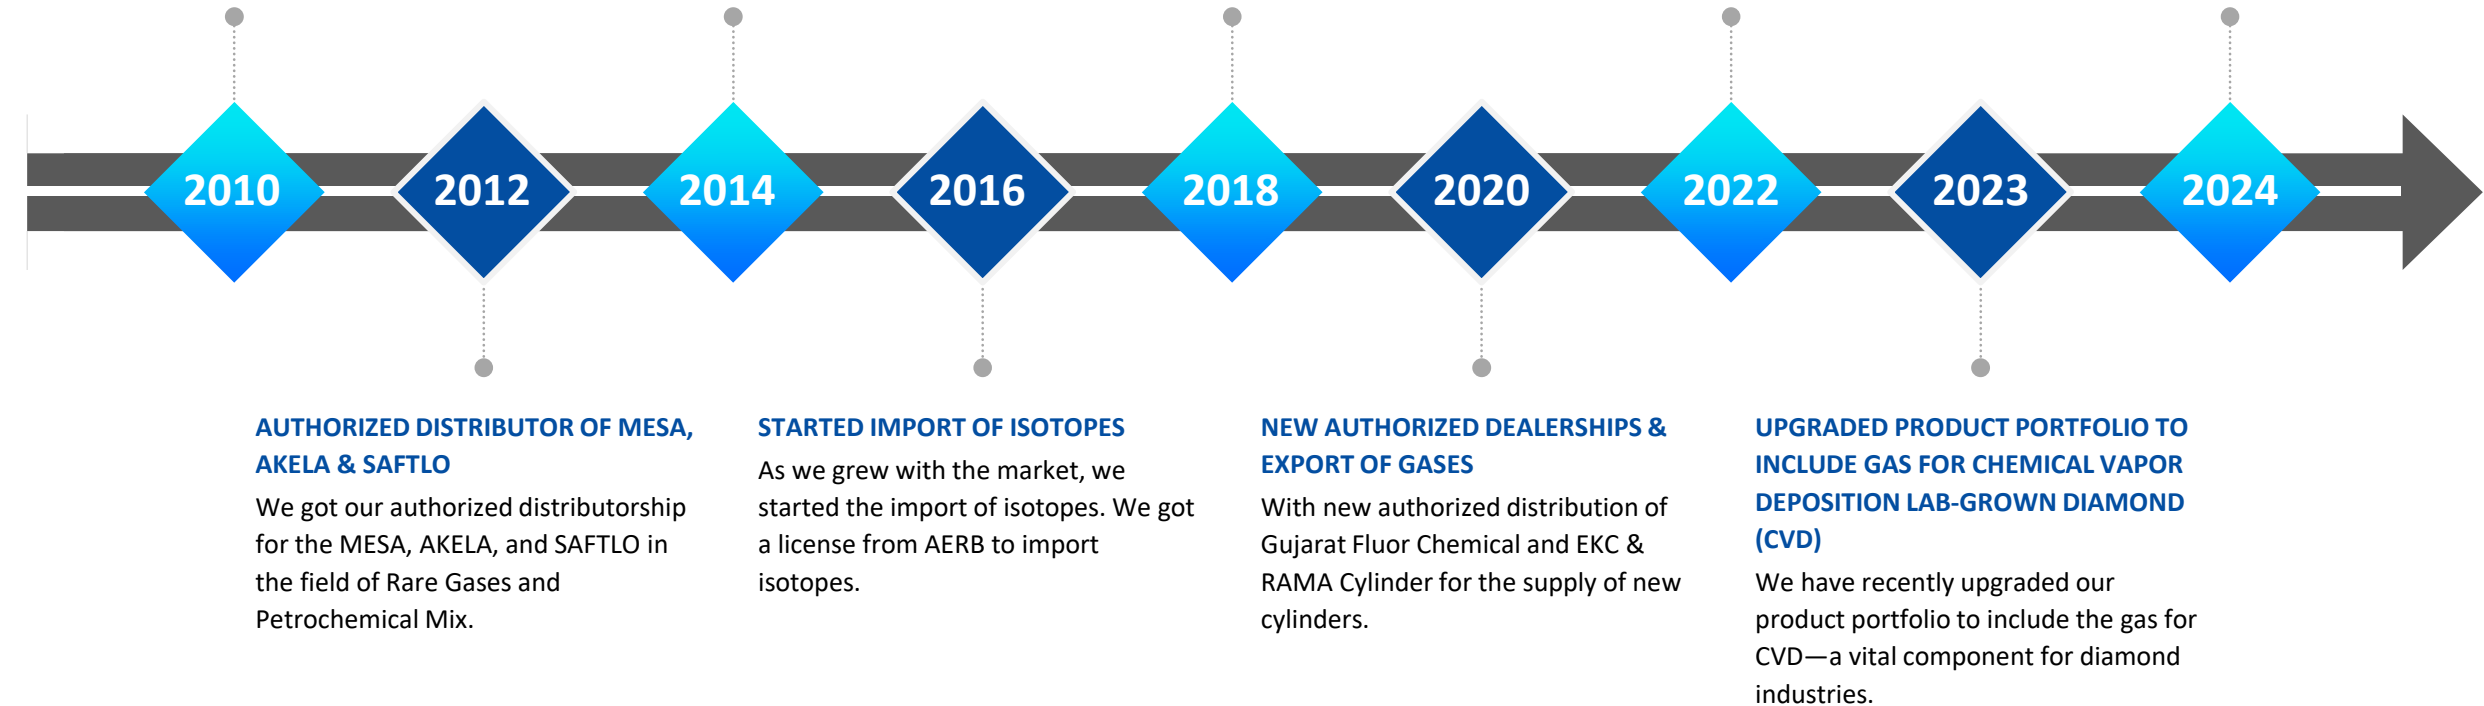 2010
2012
2014
2016
2018
2020
2022
2023
2024
AUTHORIZED DISTRIBUTOR OF MESA,
AKELA & SAFTLO
We got our authorized distributorship
for the MESA, AKELA, and SAFTLO in
the field of Rare Gases and
Petrochemical Mix.
STARTED IMPORT OF ISOTOPES
As we grew with the market, we
started the import of isotopes. We got
a license from AERB to import
isotopes.
NEW AUTHORIZED DEALERSHIPS &
EXPORT OF GASES
With new authorized distribution of
Gujarat Fluor Chemical and EKC &
RAMA Cylinder for the supply of new
cylinders.
UPGRADED PRODUCT PORTFOLIO TO
INCLUDE GAS FOR CHEMICAL VAPOR
DEPOSITION LAB-GROWN DIAMOND
(CVD)
We have recently upgraded our
product portfolio to include the gas for
CVD—a vital component for diamond
industries.